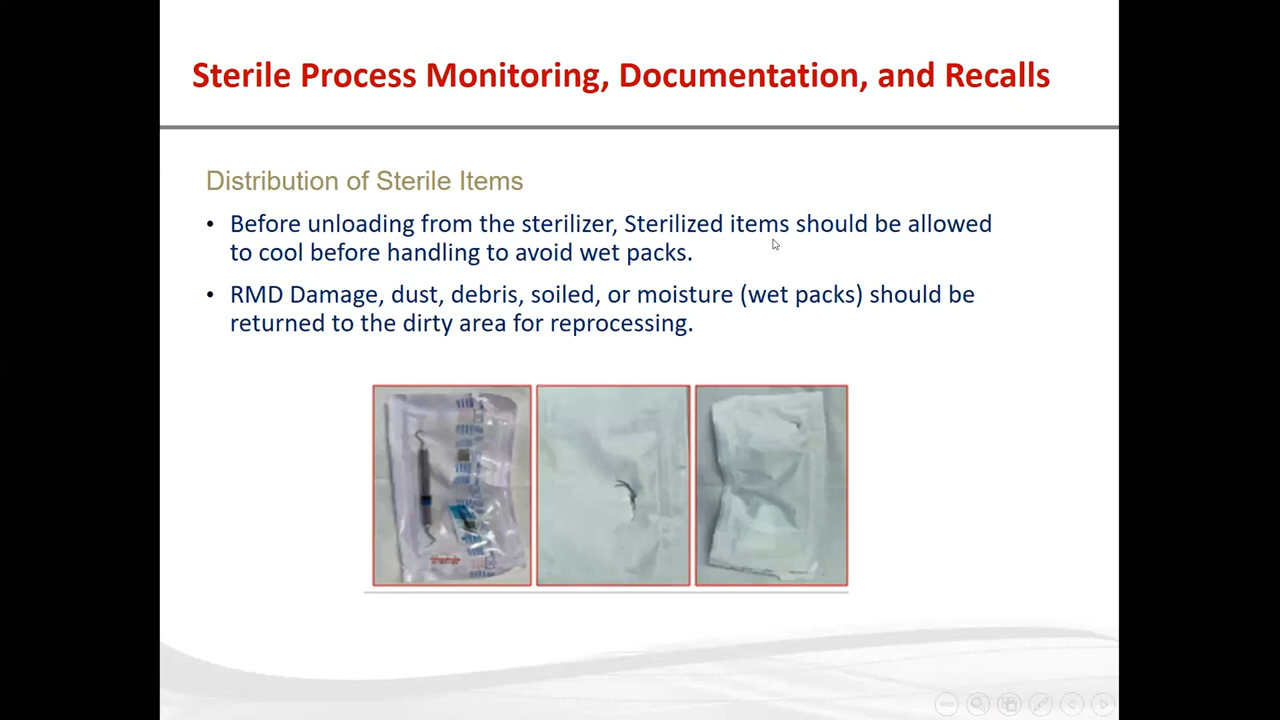 Sterile Process Monitoring, Documentation, and Recalls
Distribution of Sterile Items
• Before unloading from the sterilizer, Sterilized items should be allowed
to cool before handling to avoid wet packs.
• RMD Damage, dust, debris, soiled, or moisture (wet packs) should be
returned to the dirty area for reprocessing.